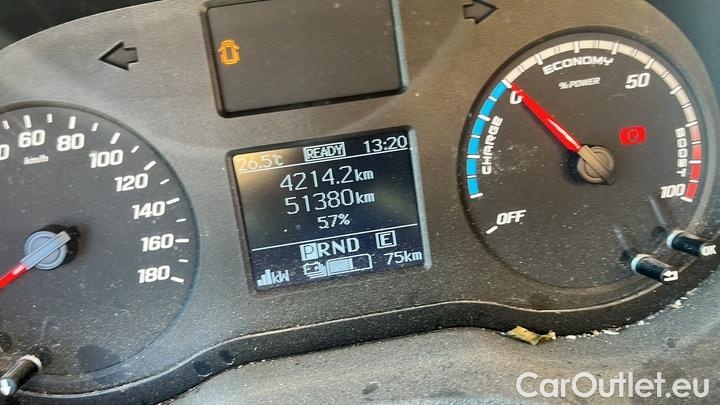 60 80
100
120
140
160
180
km/h
26.5°C READY 13:20
4214.2km
51380km
57%
PRND E
kW 75km
ECONOMY
% POWER
0
50
CHARGE
BOOST
100
OFF
OK
CarOutlet.eu